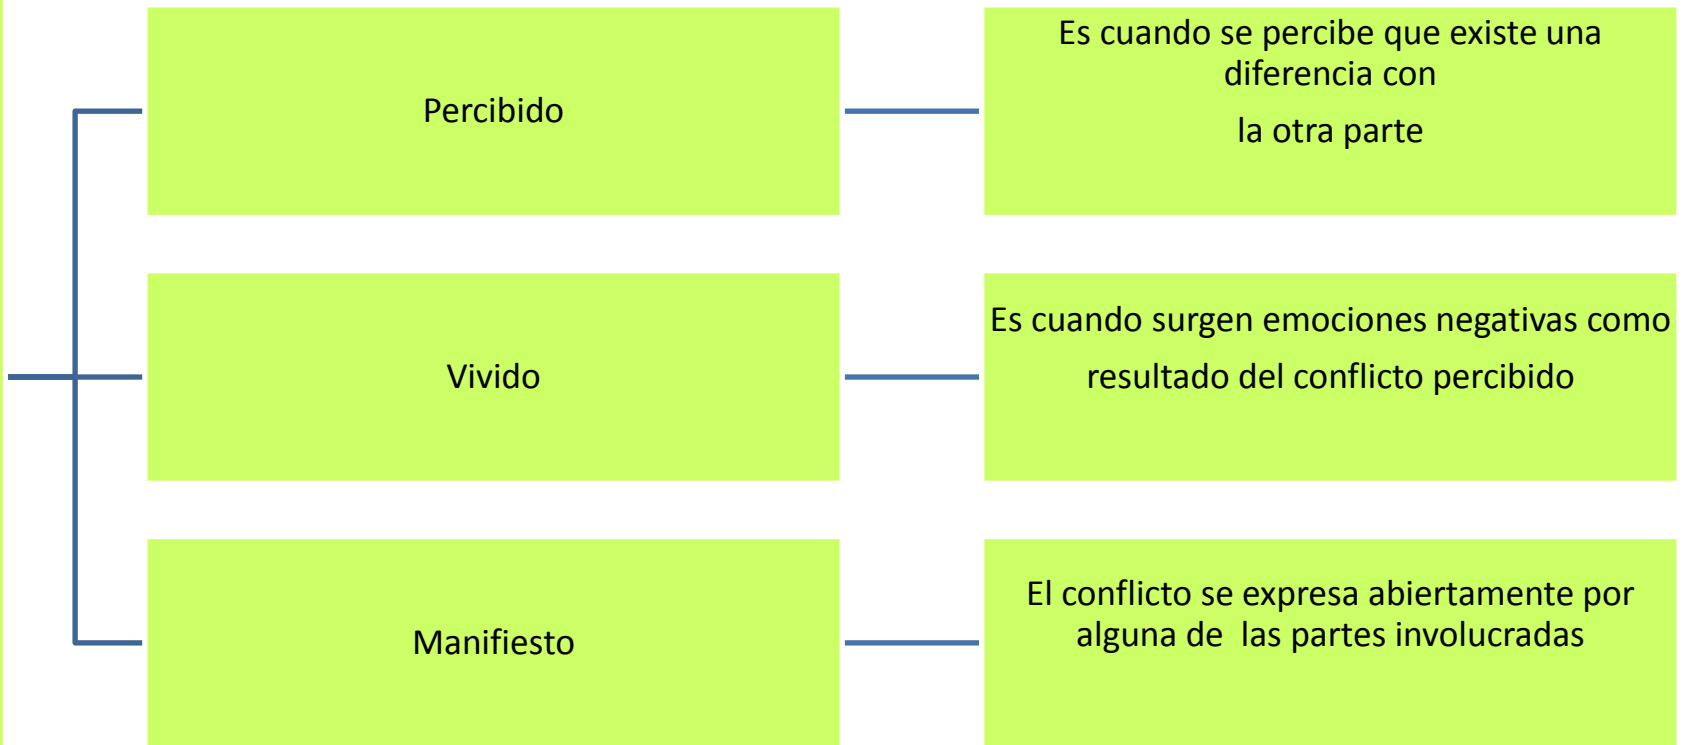 Percibido
Es cuando se percibe que existe una
diferencia con
la otra parte
Vivido
Es cuando surgen emociones negativas como
resultado del conflicto percibido
Manifiesto
El conflicto se expresa abiertamente por
alguna de  las partes involucradas